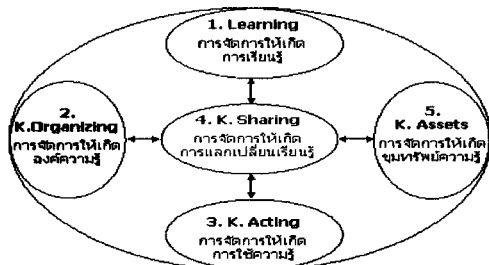 1. Learning
การจัดการให้เกิด
การเรียนรู้
2.
K.Organizing
การจัดการให้เกิด
องค์ความรู้
4. K. Sharing
การจัดการให้เกิด
การแลกเปลี่ยนเรียนรู้
5.
K. Assets
การจัดการให้เกิด
ขุมทรัพย์ความรู้
3. K. Acting
การจัดการให้เกิด
การใช้ความรู้